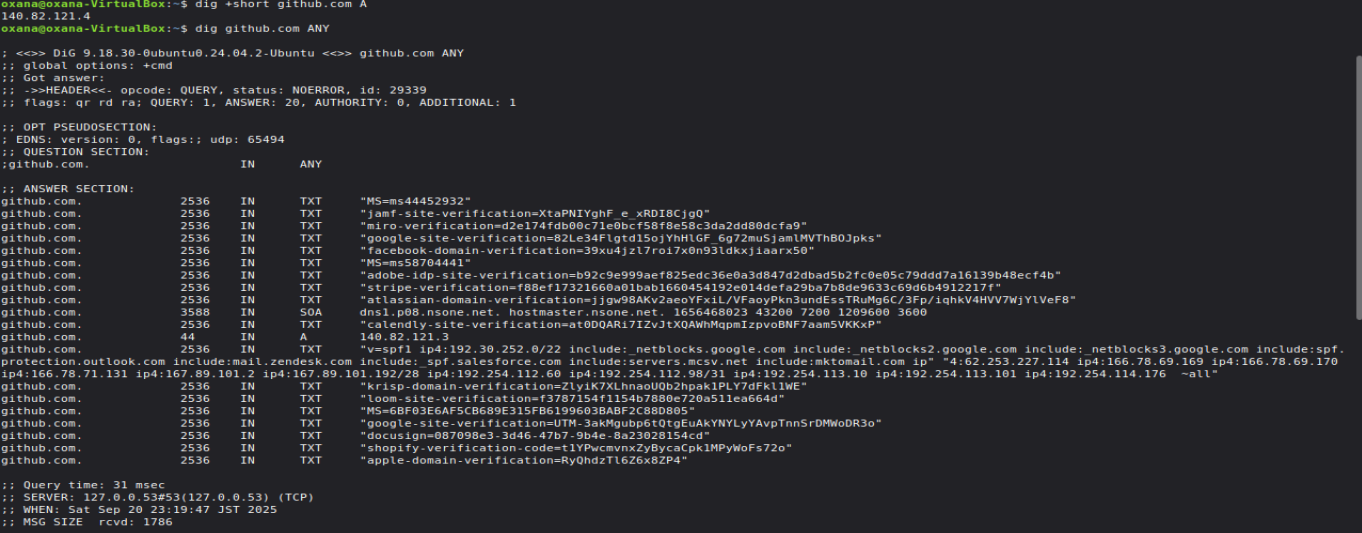 oxana@oxana-VirtualBox:~$ dig +short github.com A
140.82.121.4
oxana@oxana-VirtualBox:~$ dig github.com ANY
; <<>> DiG 9.18.30-0ubuntu0.24.04.2-Ubuntu <<>> github.com ANY
;; global options: +cmd
;; Got answer:
;; ->>HEADER<<- opcode: QUERY, status: NOERROR, id: 29339
;; flags: qr rd ra; QUERY: 1, ANSWER: 20, AUTHORITY: 0, ADDITIONAL: 1
;; OPT PSEUDOSECTION:
; EDNS: version: 0, flags:; udp: 65494
;; QUESTION SECTION:
;github.com. IN ANY
;; ANSWER SECTION:
github.com. 2536 IN TXT "MS=ms44452932"
github.com. 2536 IN TXT "jamf-site-verification=XtaPNIYghF_e_xRDI8CjgQ"
github.com. 2536 IN TXT "miro-verification=d2e174fdb00c71e0bcf58f8e58c3da2dd80dcfa9"
github.com. 2536 IN TXT "google-site-verification=82Le34Flgtd15ojYhHlGF_6g72muSjamlMVThBOJpks"
github.com. 2536 IN TXT "facebook-domain-verification=39xu4jzl7roi7x0n93ldkxjiaarx50"
github.com. 2536 IN TXT "MS=ms58704441"
github.com. 2536 IN TXT "adobe-idp-site-verification=b92c9e999aef825edc36e0a3d847d2dbad5b2fc0e05c79ddd7a16139b48ecf4b"
github.com. 2536 IN TXT "stripe-verification=f88ef17321660a01bab1660454192e014defa29ba7b8de9633c69d6b4912217f"
github.com. 2536 IN TXT "atlassian-domain-verification=jjgw98AKv2aeoYFxiL/VFaoyPkn3undEssTRuMg6C/3Fp/iqhkV4HVV7WjYlVeF8"
github.com. 3588 IN SOA dns1.p08.nsone.net. hostmaster.nsone.net. 1656468023 43200 7200 1209600 3600
github.com. 2536 IN TXT "calendly-site-verification=at0DQARi7IZvJtXQAWhMqpmIzpvoBNF7aam5VKKxP"
github.com. 44 IN A 140.82.121.3
github.com. 2536 IN TXT "v=spf1 ip4:192.30.252.0/22 include:_netblocks.google.com include:_netblocks2.google.com include:_netblocks3.google.com include:spf.
protection.outlook.com include:mail.zendesk.com include:_spf.salesforce.com include:servers.mcsv.net include:mktomail.com ip" "4:62.253.227.114 ip4:166.78.69.169 ip4:166.78.69.170
ip4:166.78.71.131 ip4:167.89.101.2 ip4:167.89.101.192/28 ip4:192.254.112.60 ip4:192.254.112.98/31 ip4:192.254.113.10 ip4:192.254.113.101 ip4:192.254.114.176 ~all"
github.com. 2536 IN TXT "krisp-domain-verification=ZlyiK7XLhnaoUQb2hpak1PLY7dFkl1WE"
github.com. 2536 IN TXT "loom-site-verification=f3787154f1154b7880e720a511ea664d"
github.com. 2536 IN TXT "MS=6BF03E6AF5CB689E315FB6199603BABF2C88D805"
github.com. 2536 IN TXT "google-site-verification=UTM-3akMgubp6tQtgEuAkYNYLyYAvpTnnSrDMWoDR3o"
github.com. 2536 IN TXT "docusign=087098e3-3d46-47b7-9b4e-8a23028154cd"
github.com. 2536 IN TXT "shopify-verification-code=t1YPwcmvnxZyBycaCpk1MPyWoFs72o"
github.com. 2536 IN TXT "apple-domain-verification=RyQhdzTl6Z6x8ZP4"
;; Query time: 31 msec
;; SERVER: 127.0.0.53#53(127.0.0.53) (TCP)
;; WHEN: Sat Sep 20 23:19:47 JST 2025
;; MSG SIZE rcvd: 1786